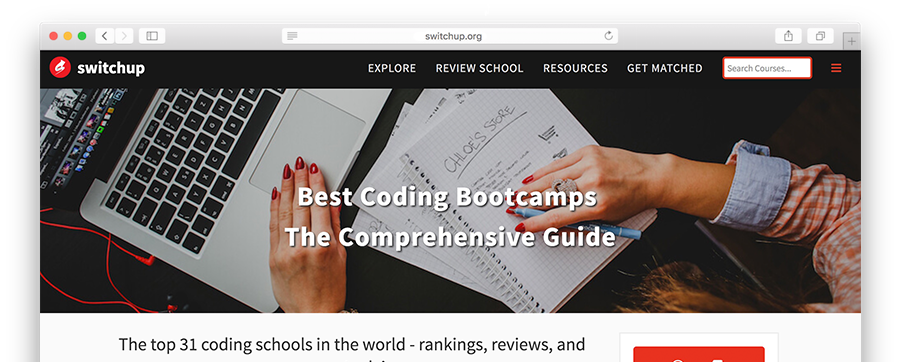 switchup.org
switchup
EXPLORE REVIEW SCHOOL RESOURCES GET MATCHED Search Courses...
CHLOE'S STORE
Best Coding Bootcamps
The Comprehensive Guide
The top 31 coding schools in the world - rankings, reviews, and